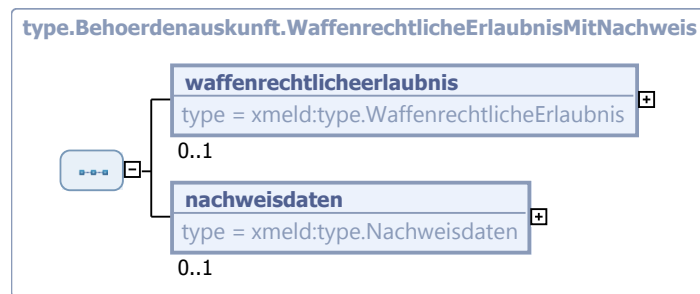 type.Behoerdenauskunft.WaffenrechtlicheErlaubnisMitNachweis
waffenrechtlicheerlaubnis
type = xmeld:type.WaffenrechtlicheErlaubnis
0..1
nachweisdaten
type = xmeld:type.Nachweisdaten
0..1